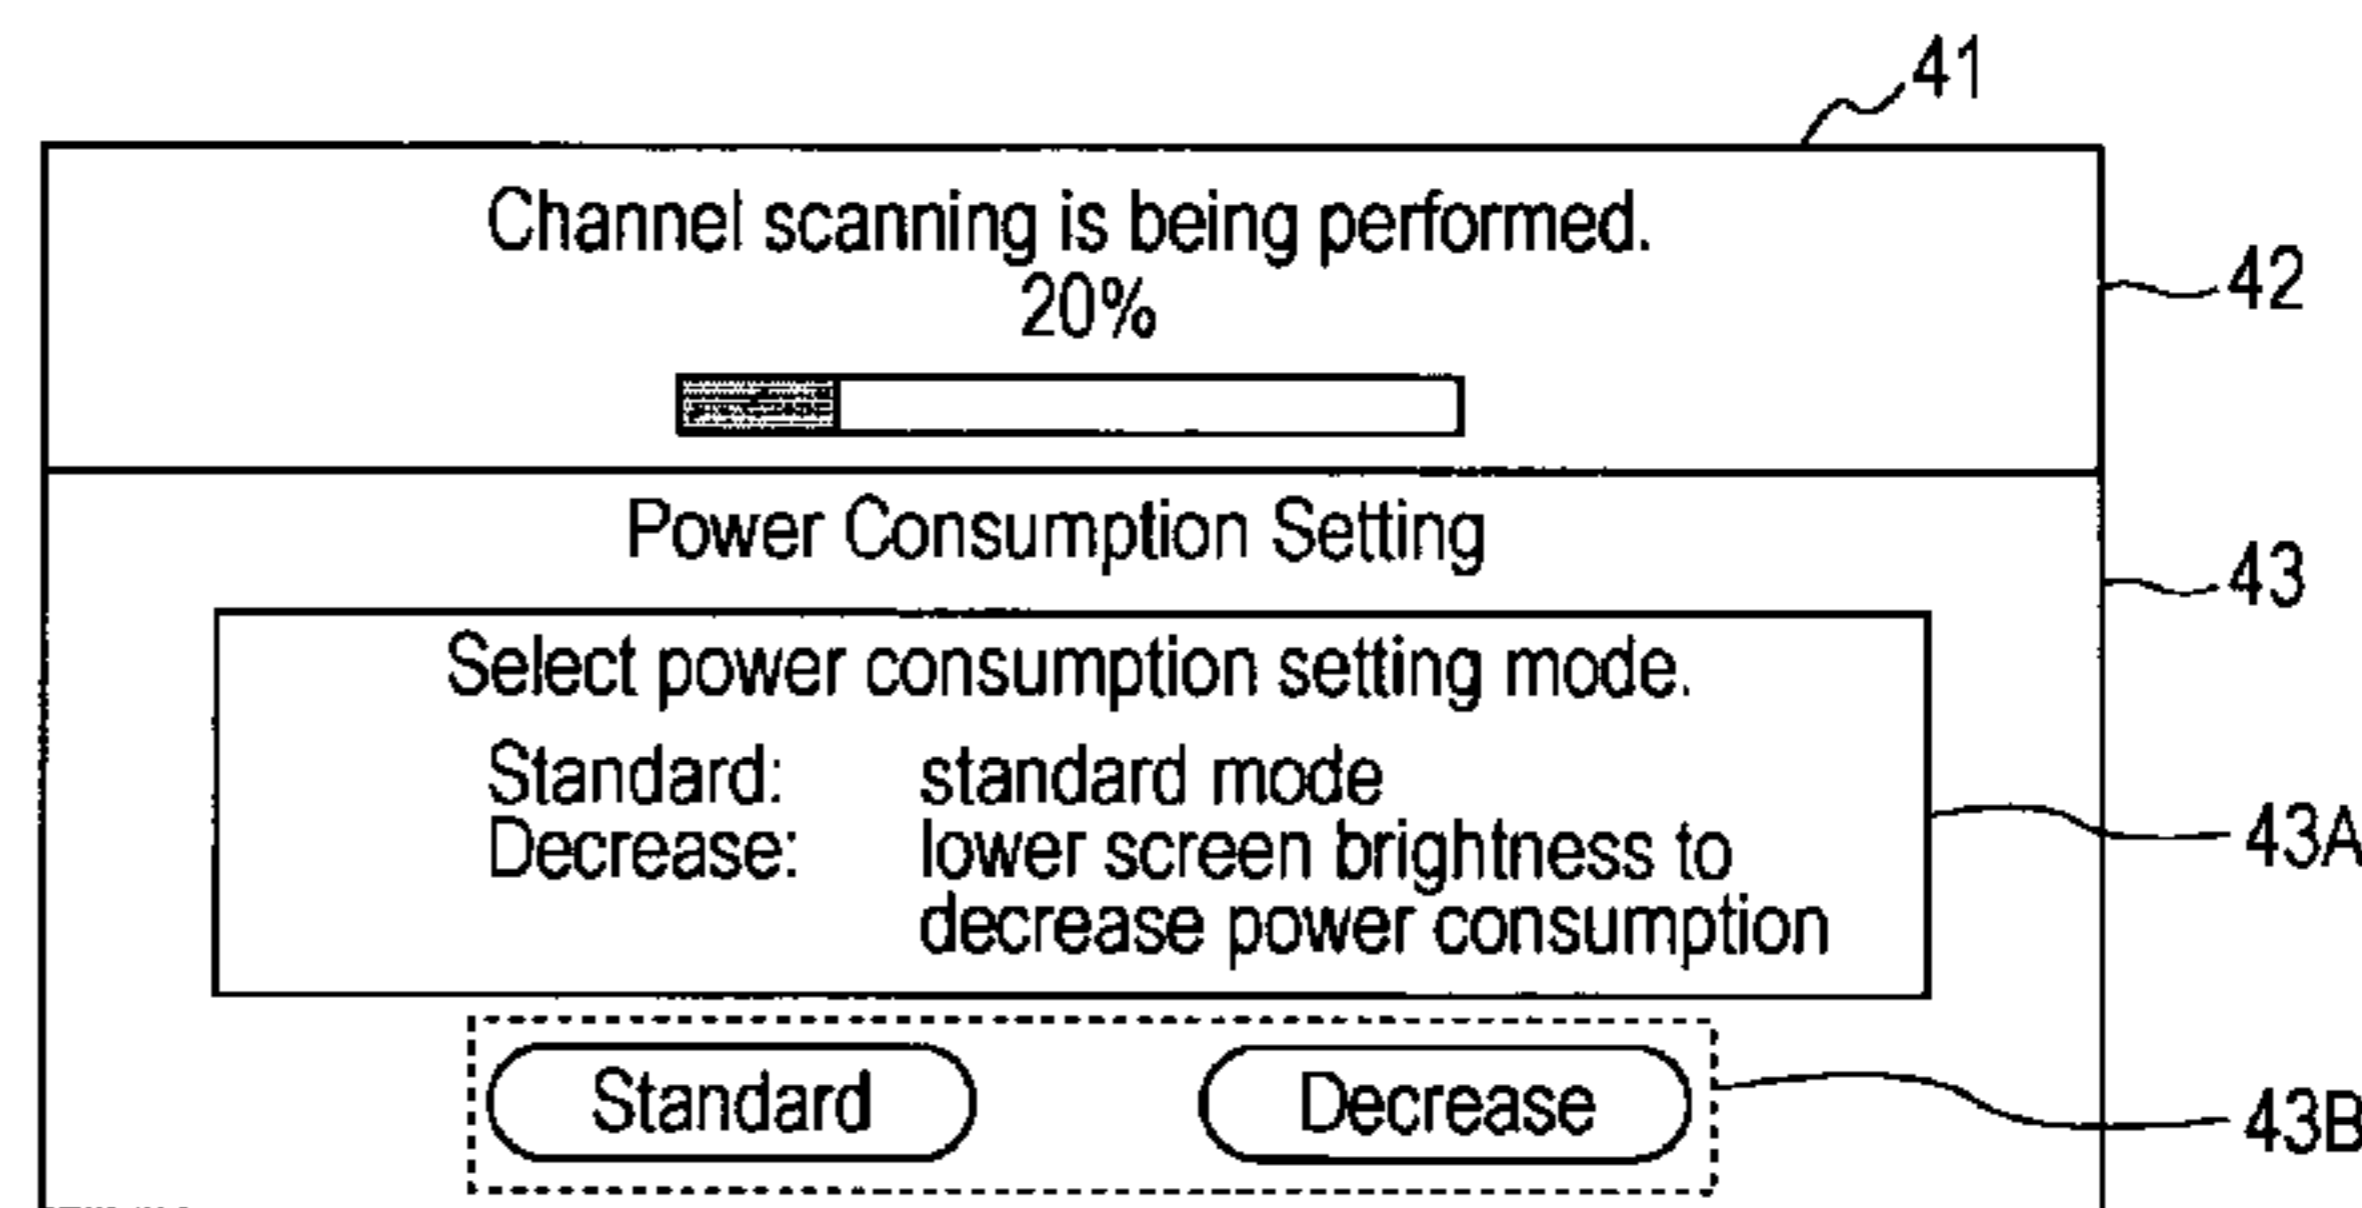 41
Channel scanning is being performed.
20%
42
Power Consumption Setting
43
Select power consumption setting mode.
Standard: standard mode
Decrease: lower screen brightness to
decrease power consumption
43A
Standard Decrease
43B